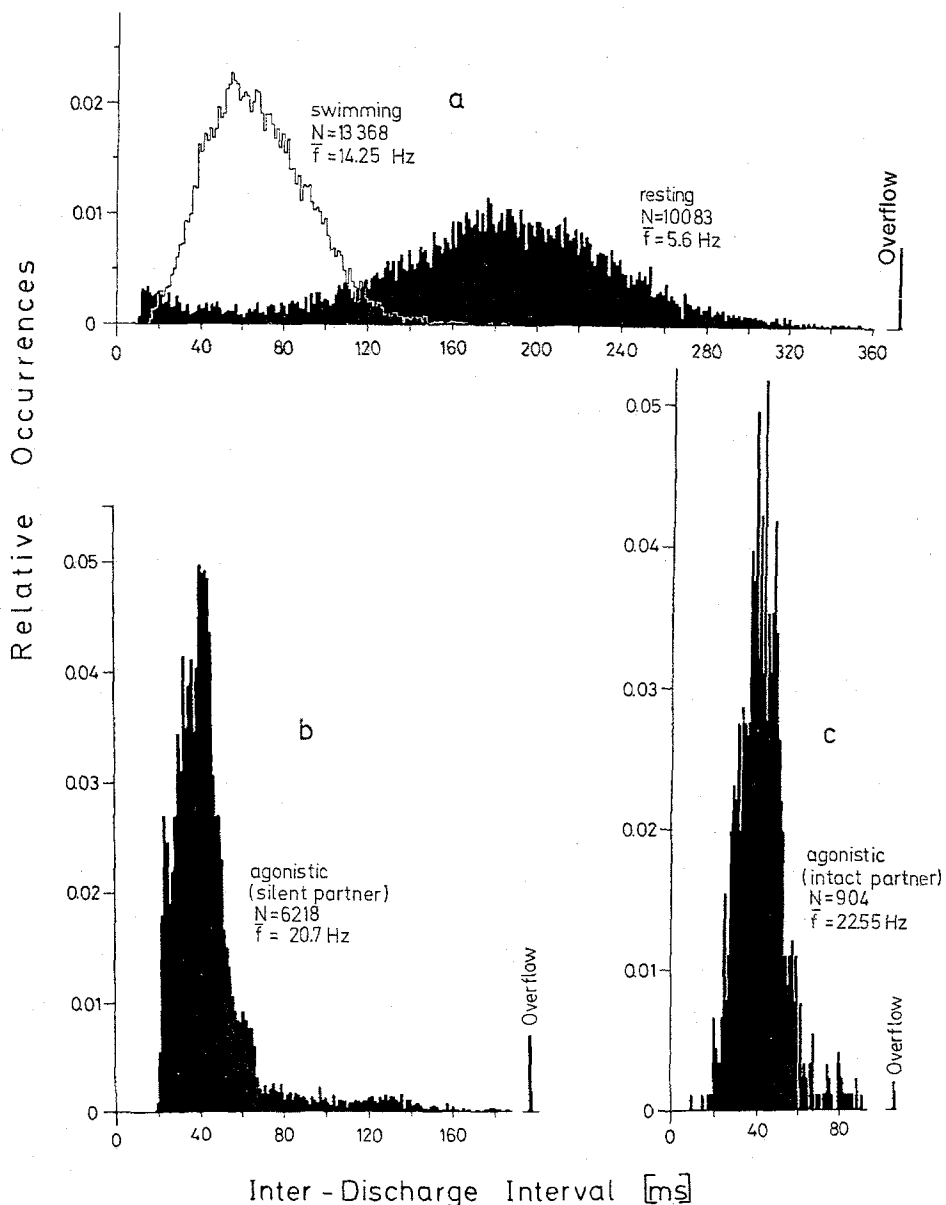 0.02
0.01
0
a
swimming
N=13368
f̅=14.25 Hz
resting
N=10083
f̅=5.6 Hz
Overflow
0 40 80 120 160 200 240 280 320 360
Relative Occurrences
0.05
0.04
0.03
0.02
0.01
0
b
agonistic
(silent partner)
N=6218
f̅= 20.7 Hz
Overflow
0 40 80 120 160
0.05
0.04
0.03
0.02
0.01
0
c
agonistic
(intact partner)
N=904
f̅=22.55 Hz
Overflow
0 40 80
Inter-Discharge Interval [ms]